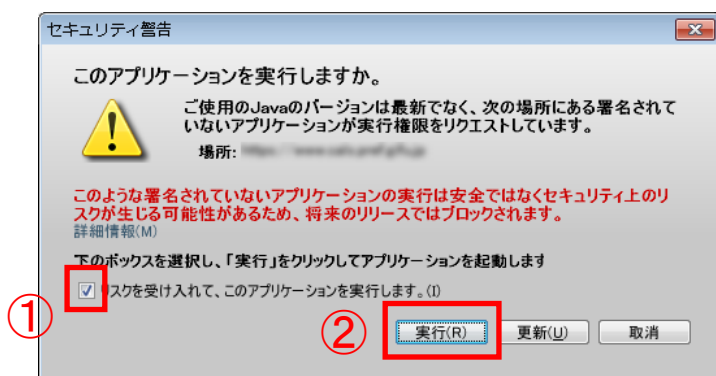 セキュリティ警告
このアプリケーションを実行しますか。
ご使用のJavaのバージョンは最新でなく、次の場所にある署名されて
いないアプリケーションが実行権限をリクエストしています。
場所:
このような署名されていないアプリケーションの実行は安全ではなくセキュリティ上のリ
スクが生じる可能性があるため、将来のリリースではブロックされます。
詳細情報(M)
下のボックスを選択し、「実行」をクリックしてアプリケーションを起動します
リスクを受け入れて、このアプリケーションを実行します。(I)
① ② 実行(R) 更新(U) 取消